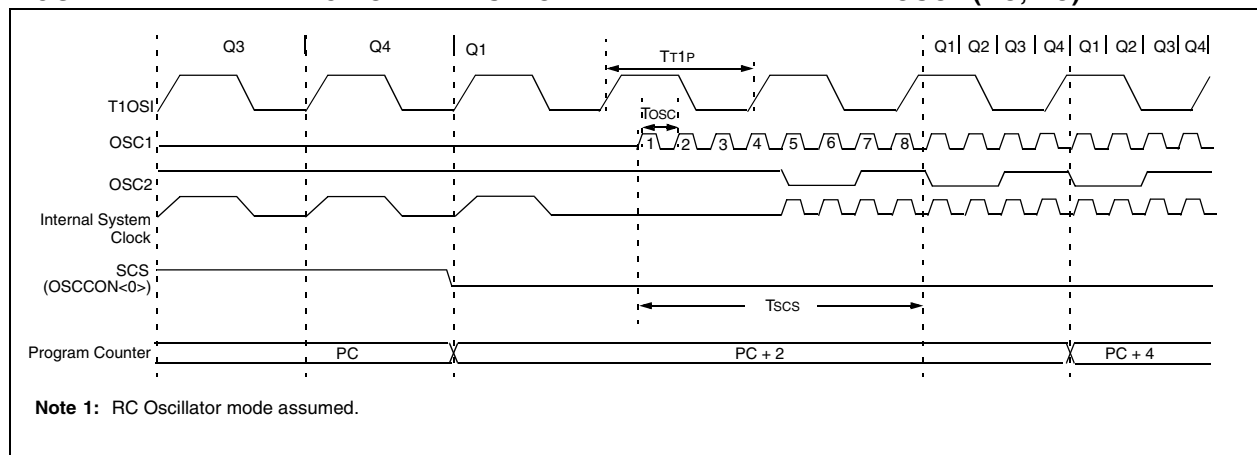 Q3 Q4 Q1 Q1 Q2 Q3 Q4 Q1 Q2 Q3 Q4
TT1P
T1OSI
TOSC
OSC1
1 2 3 4 5 6 7 8
OSC2
Internal System
Clock
SCS
(OSCCON<0>)
TSCS
Program Counter PC PC + 2 PC + 4
Note 1: RC Oscillator mode assumed.